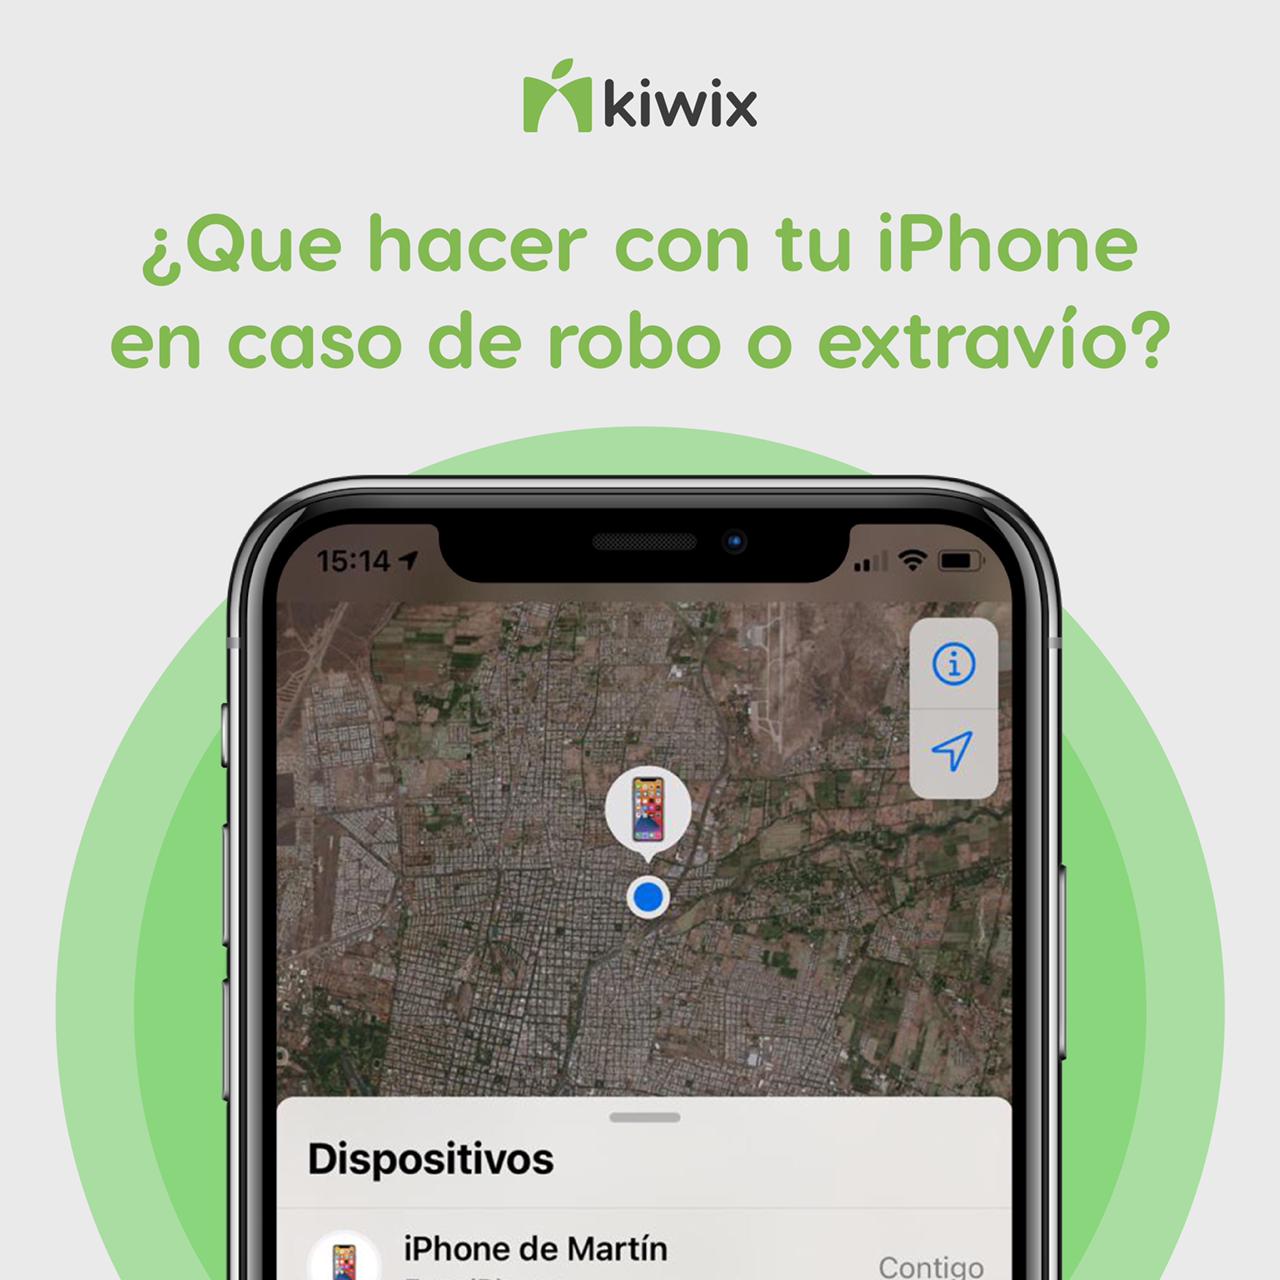 kiwix
¿Que hacer con tu iPhone
en caso de robo o extravío?
15:14
Dispositivos
iPhone de Martín
Contigo